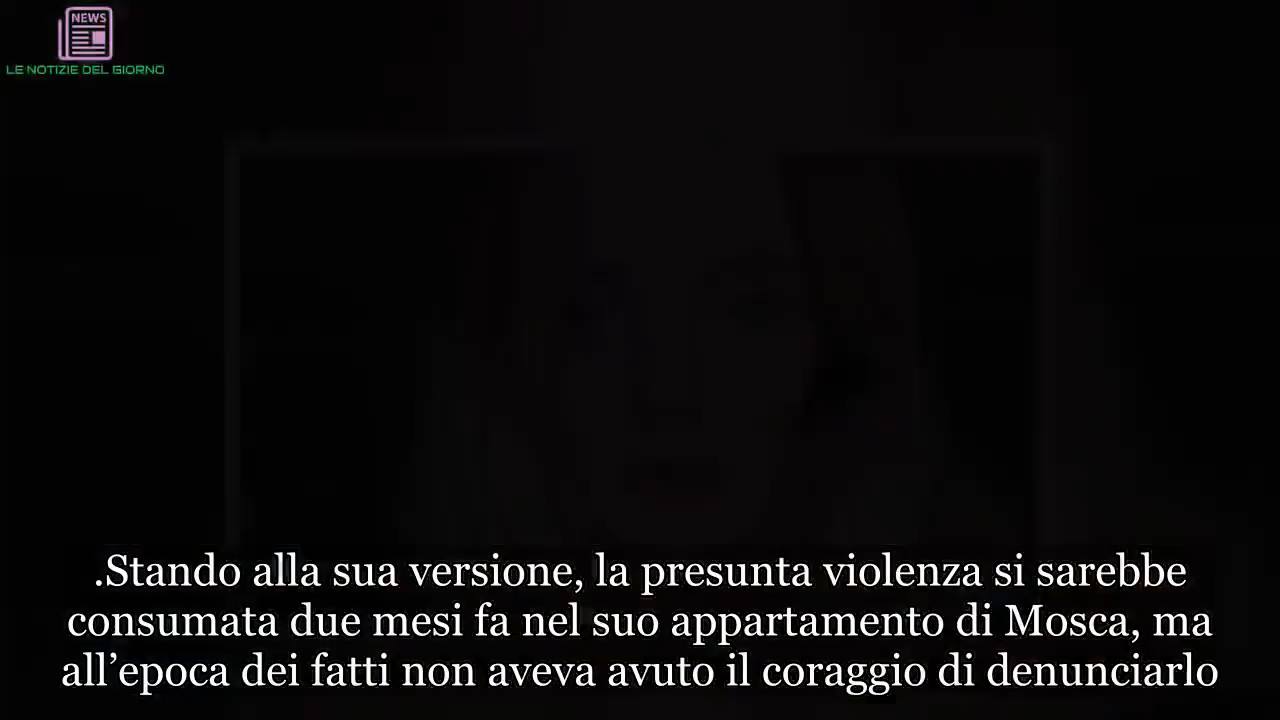 NEWS
LE NOTIZIE DEL GIORNO
.Stando alla sua versione, la presunta violenza si sarebbe
consumata due mesi fa nel suo appartamento di Mosca, ma
all’epoca dei fatti non aveva avuto il coraggio di denunciarlo